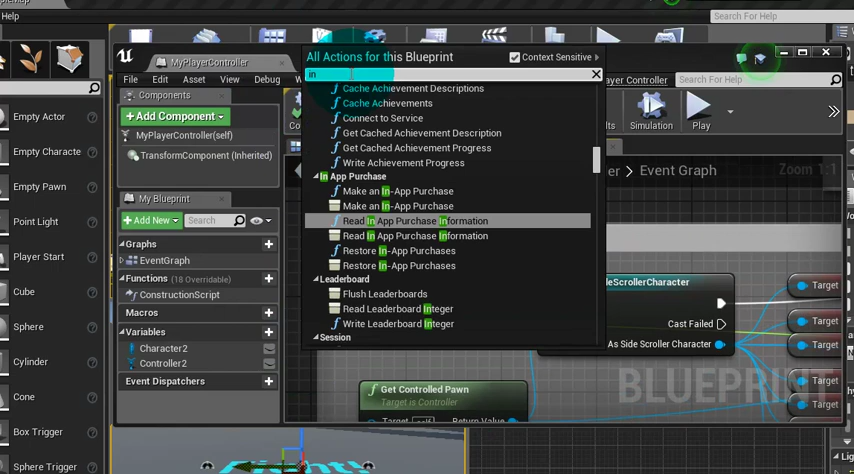 Help
Search For Help
MyPlayerController
File Edit Asset View Debug
Search For Help
Components
+Add Component
MyPlayerController(self)
TransformComponent (Inherited)
My Blueprint
+Add New
Search
Graphs
EventGraph
Functions (18 Overridable)
ConstructionScript
Macros
Variables
Character2
Controller2
Event Dispatchers
Empty Actor
Empty Characte
Empty Pawn
Point Light
Player Start
Cube
Sphere
Cylinder
Cone
Box Trigger
Sphere Trigger
All Actions for this Blueprint
Context Sensitive
in
Cache Achievement Descriptions
Cache Achievements
Connect to Service
Get Cached Achievement Description
Get Cached Achievement Progress
Write Achievement Progress
In App Purchase
Make an In-App Purchase
Make an In-App Purchase
Read In App Purchase Information
Read In App Purchase Information
Restore In-App Purchases
Restore In-App Purchases
Leaderboard
Flush Leaderboards
Read Leaderboard Integer
Write Leaderboard Integer
Session
Simulation
Play
Event Graph
Zoom 1:1
Cast Failed
As Side Scroller Character
Target
Target
Target
Target
Target
BLUEPRINT
Get Controlled Pawn
Target is Controller
Target self
Return Value